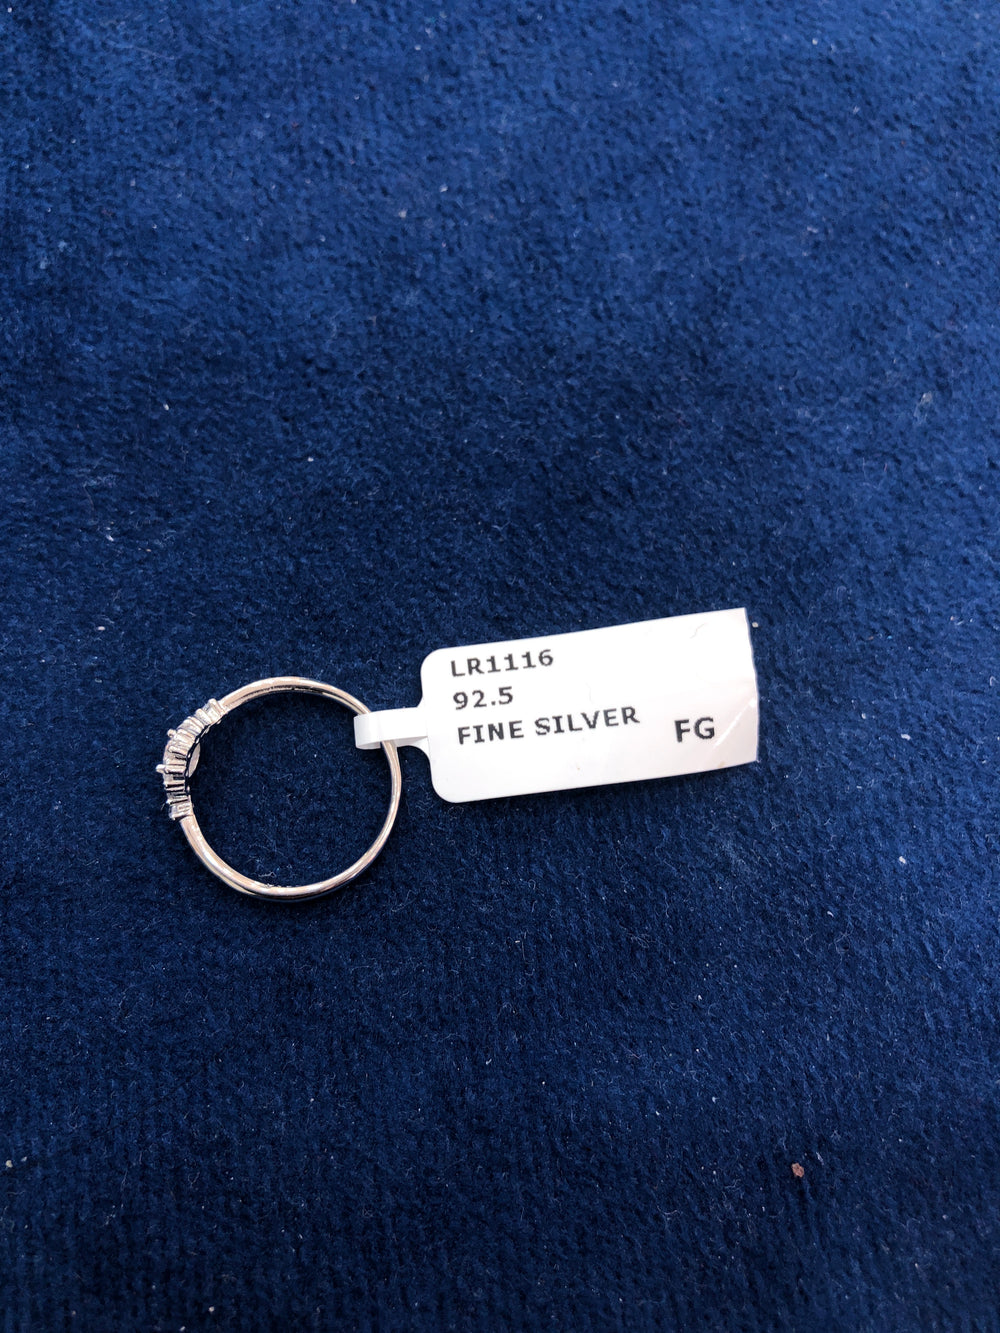 LR1116
92.5
FINE SILVER
FG